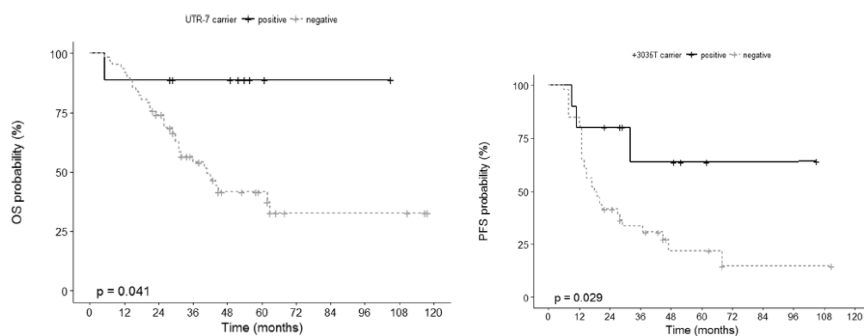 UTR-7 carrier positive negative
100
75
50
25
0
OS probability (%)
p = 0.041
0 12 24 36 48 60 72 84 96 108 120
Time (months)
+3035T carrier positive negative
100
75
50
25
0
PFS probability (%)
p = 0.029
0 12 24 36 48 60 72 84 96 108 120
Time (months)